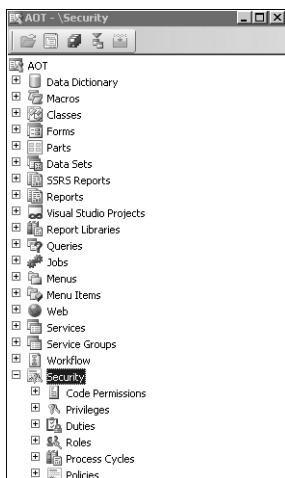 AOT - \Security
AOT
Data Dictionary
Macros
Classes
Forms
Parts
Data Sets
SSRS Reports
Reports
Visual Studio Projects
Report Libraries
Queries
Jobs
Menus
Menu Items
Web
Services
Service Groups
Workflow
Security
Code Permissions
Privileges
Duties
Roles
Process Cycles
Policies